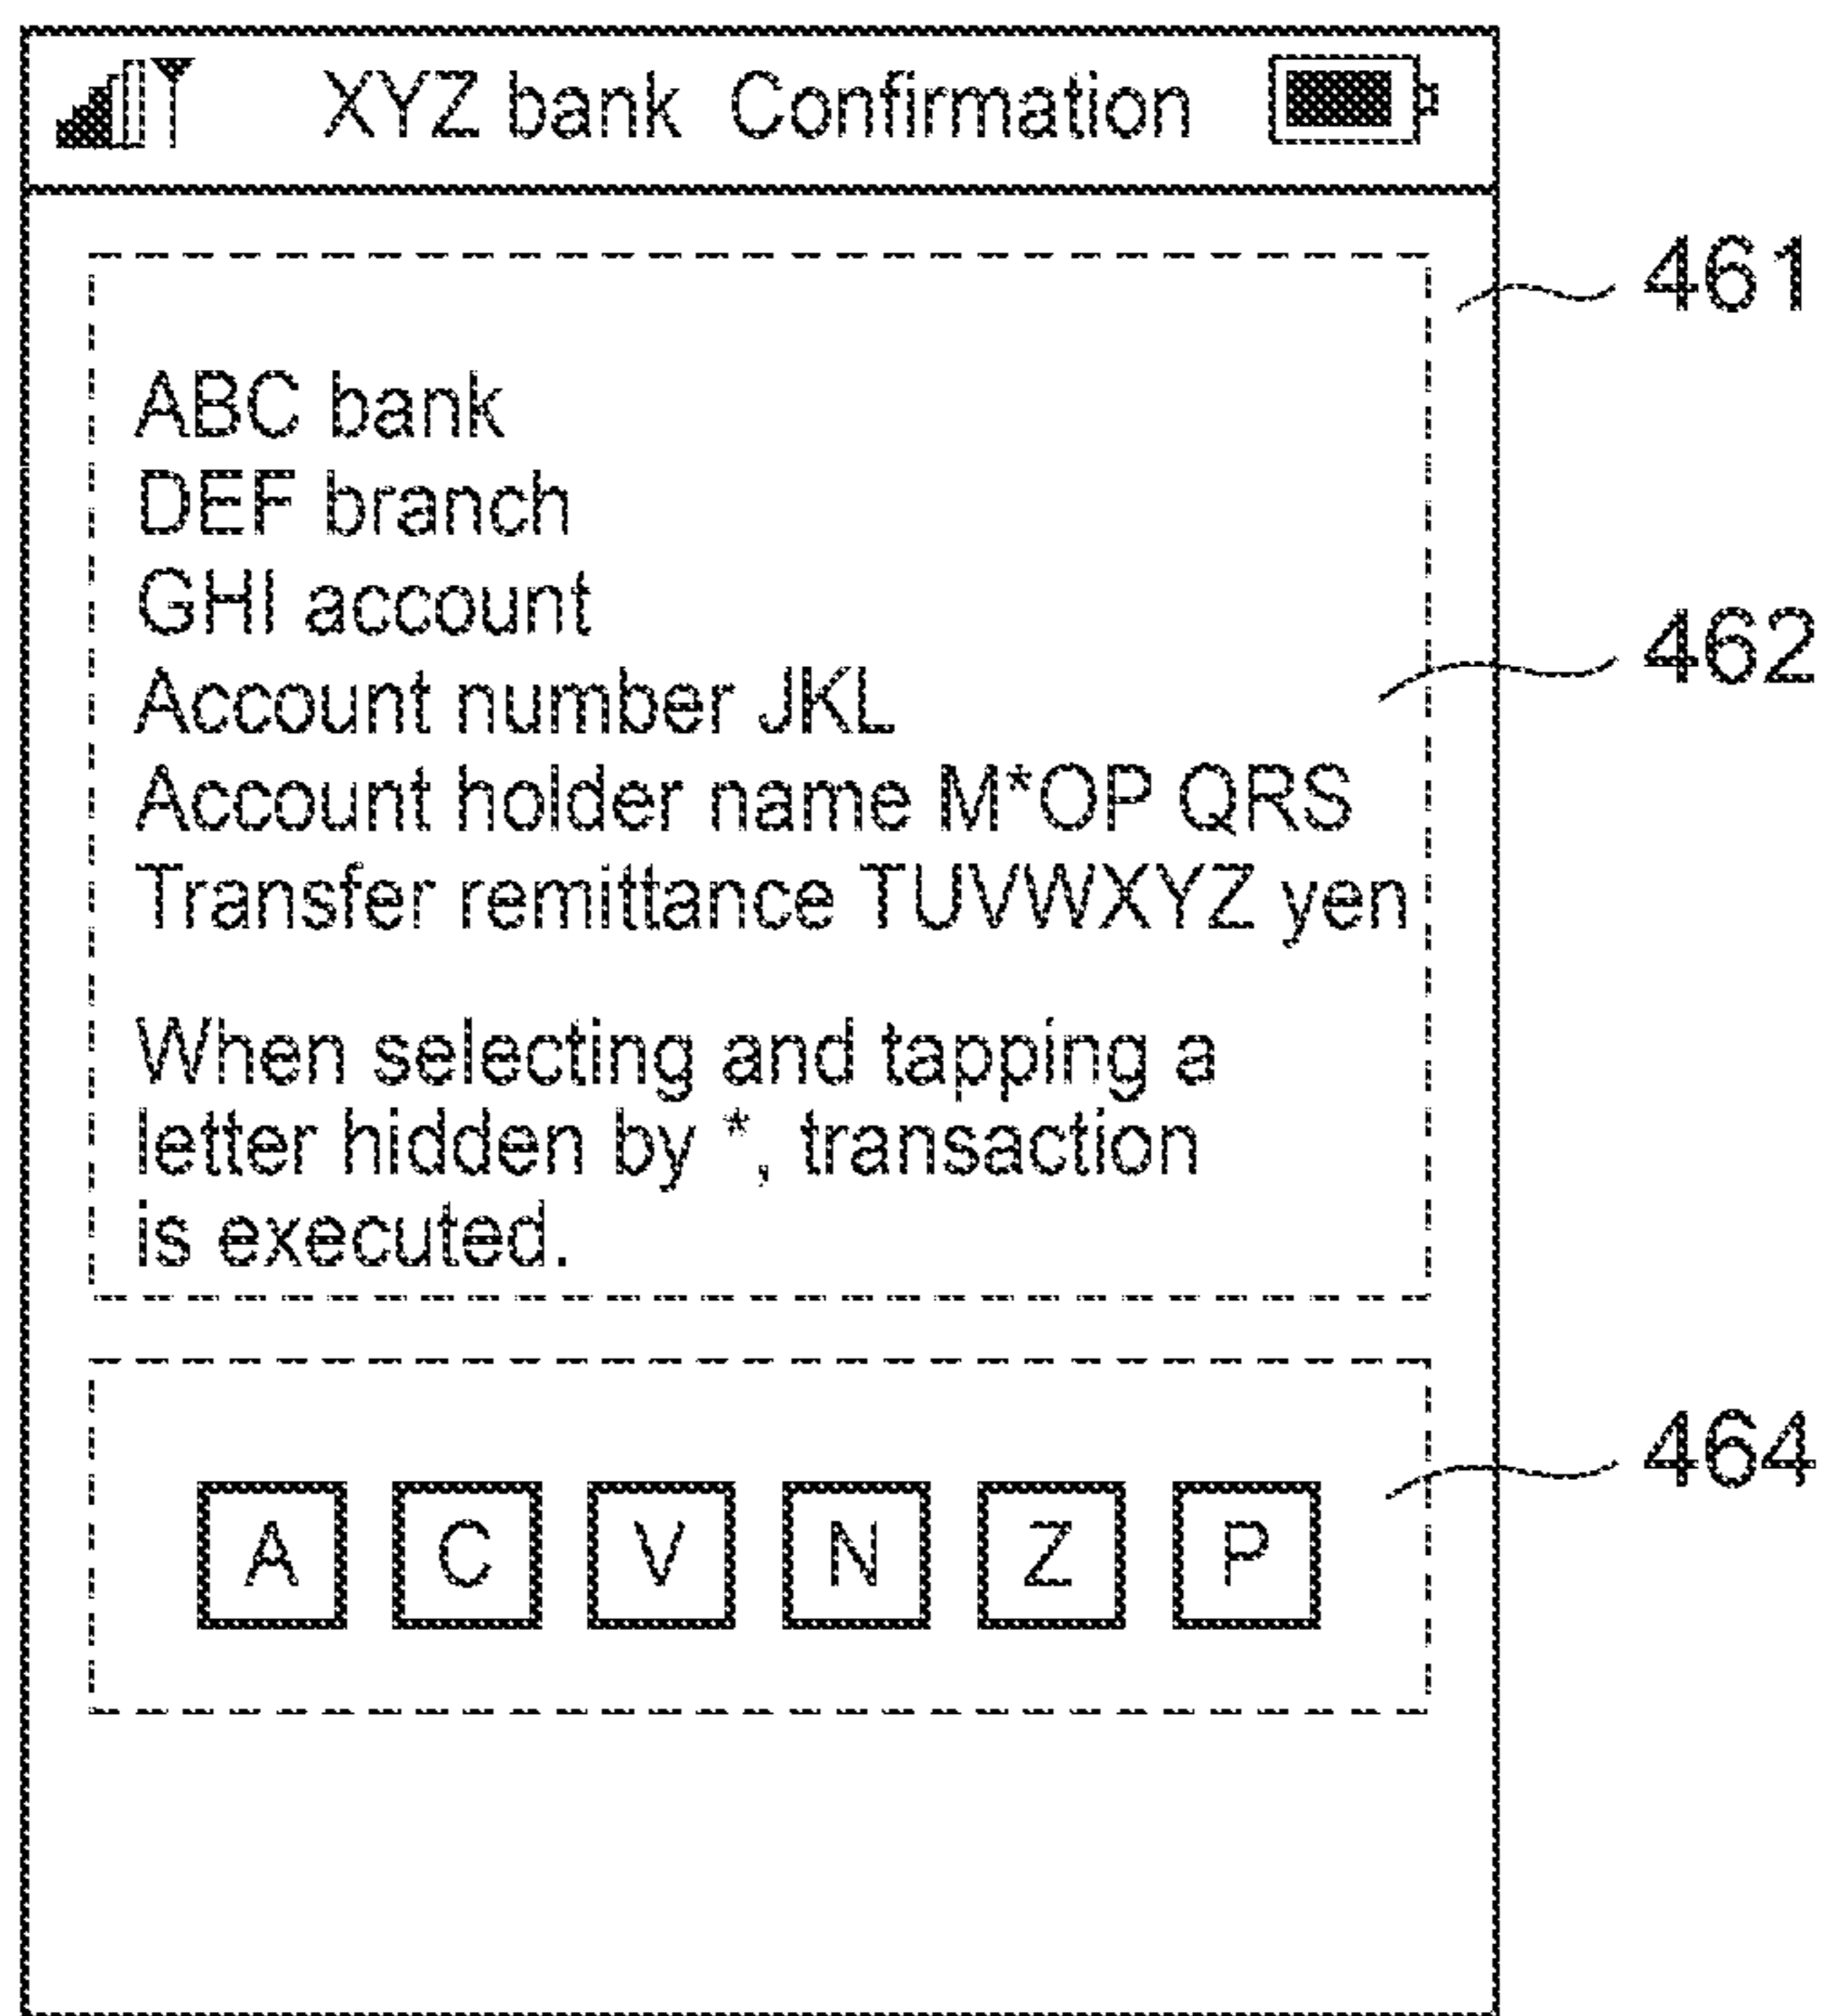 XYZ bank Confirmation
461
ABC bank
DEF branch
GHI account
462
Account number JKL
Account holder name M*OP QRS
Transfer remittance TUVWXYZ yen
When selecting and tapping a
letter hidden by *, transaction
is executed.
464
A C V N Z P